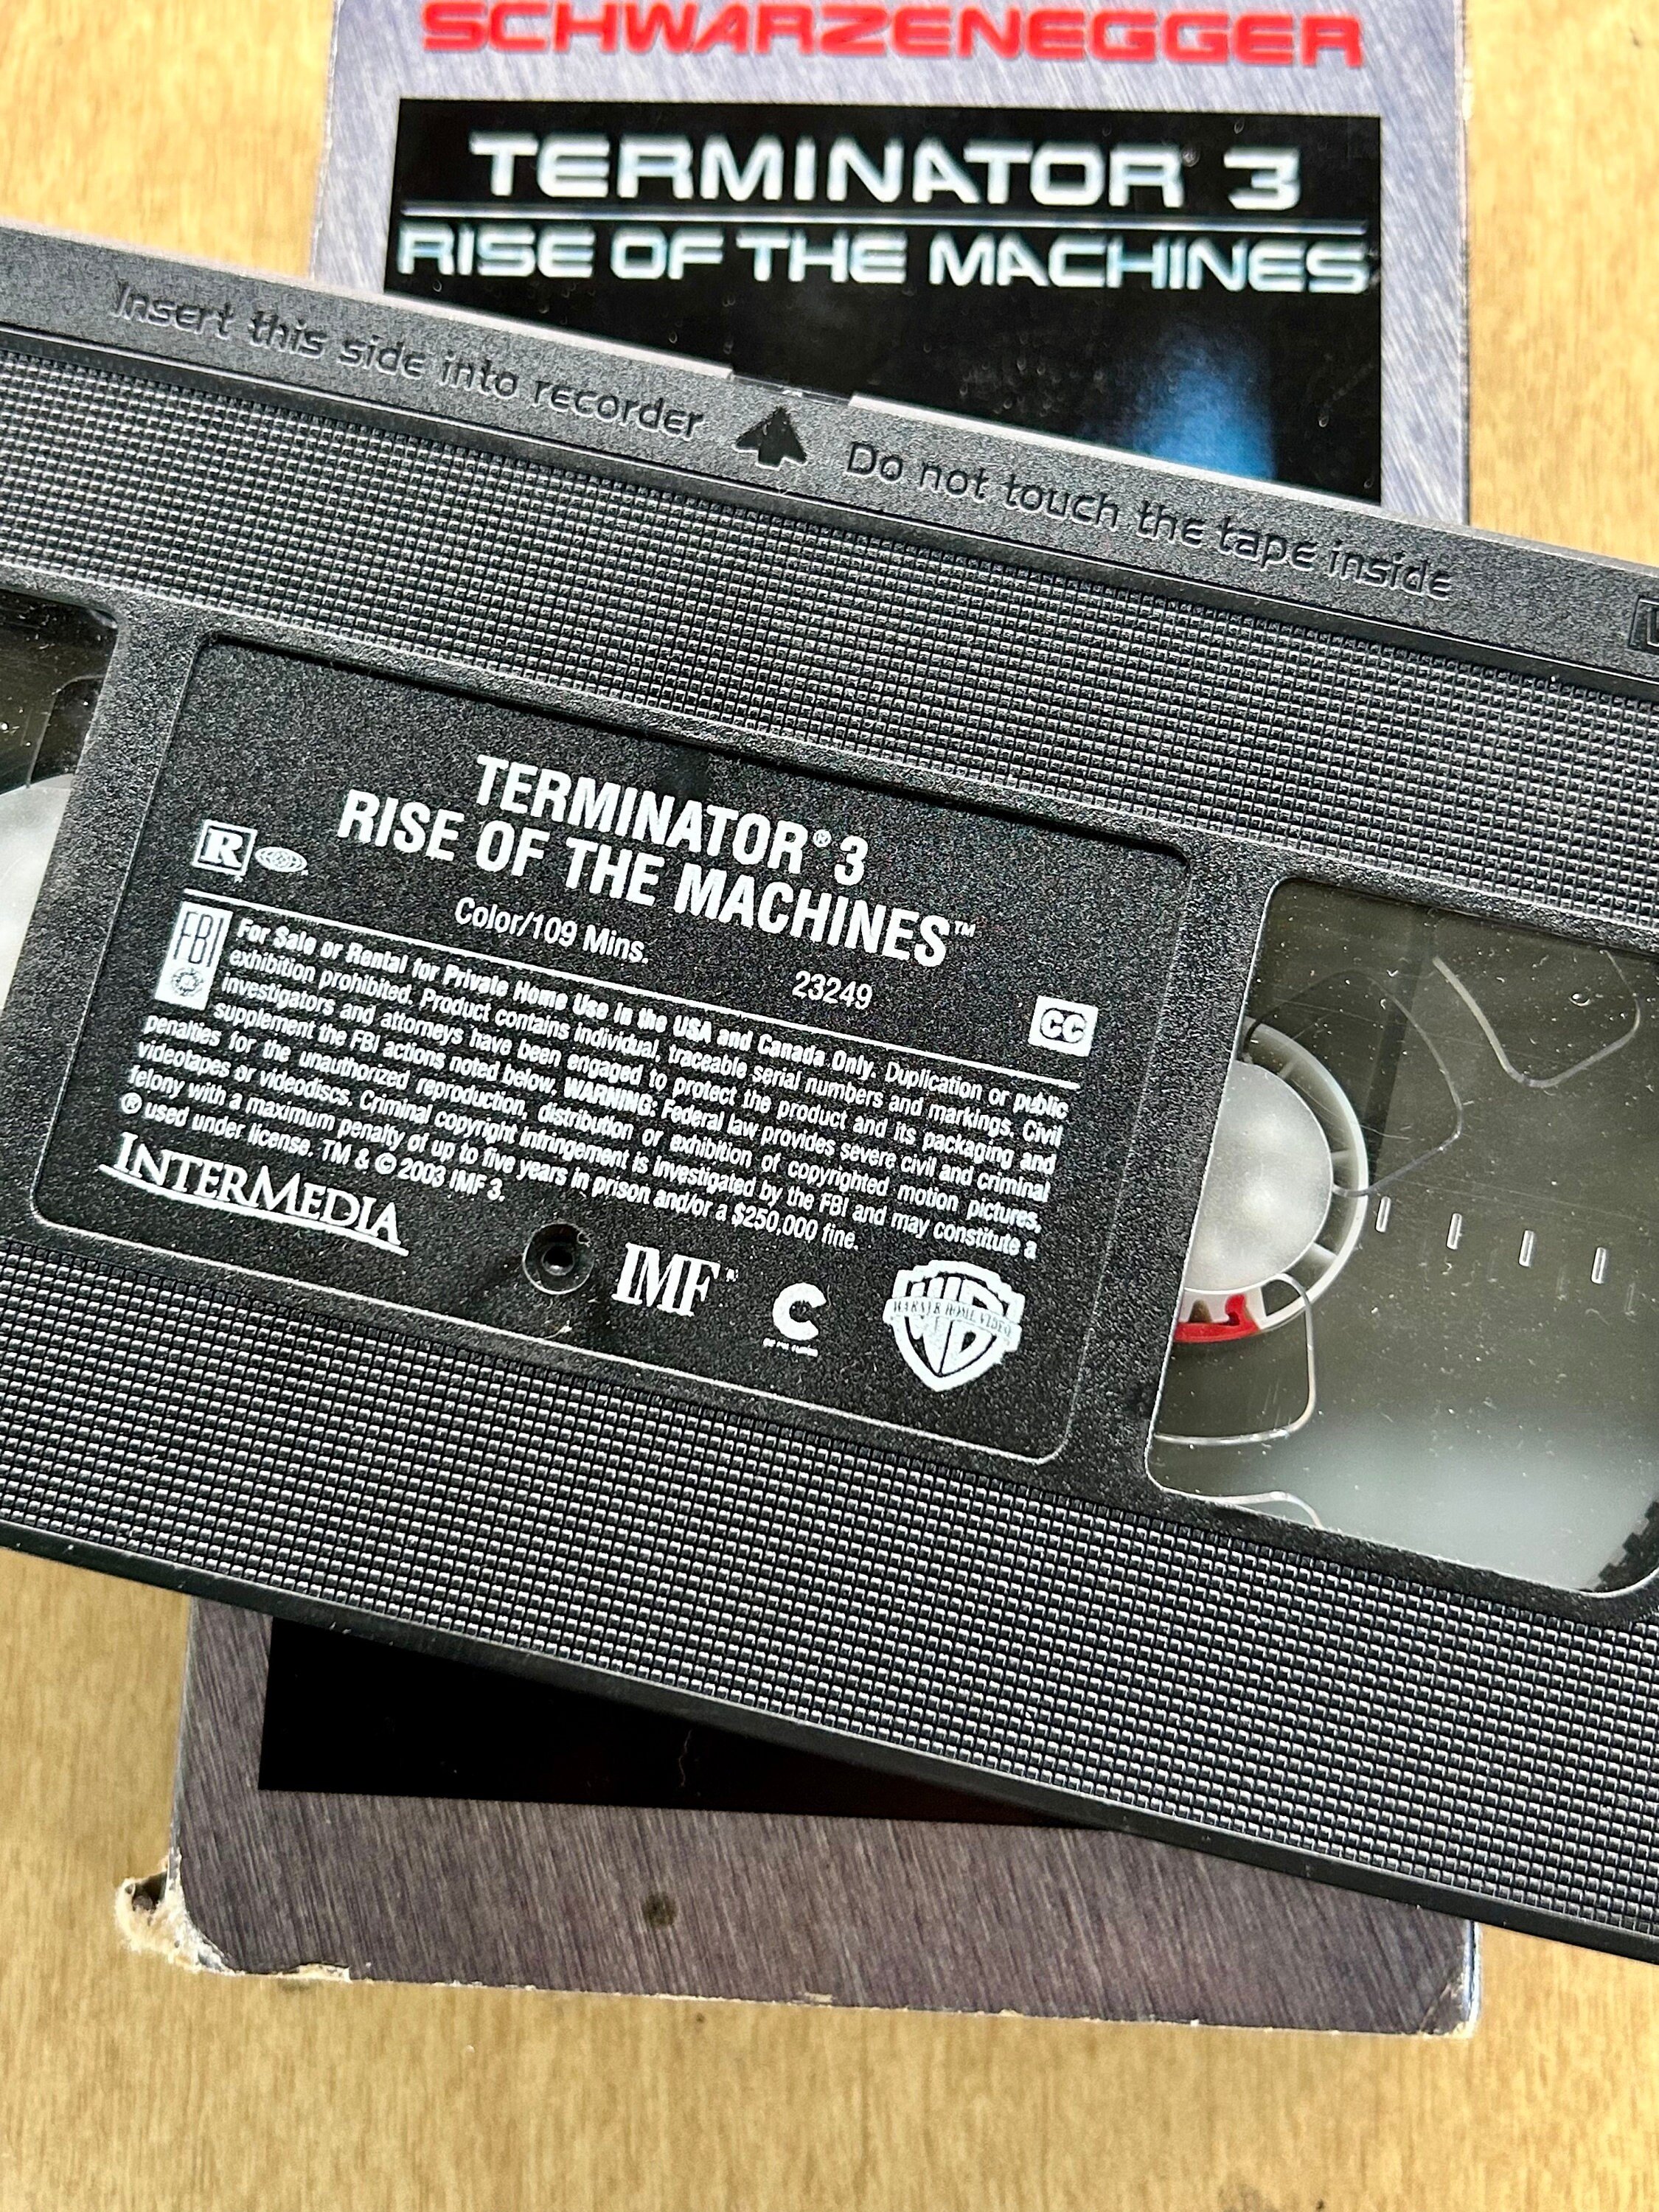 SCHWARZENEGGER
TERMINATOR 3
RISE OF THE MACHINES
Insert this side into recorder Do not touch the tape inside
TERMINATOR® 3
RISE OF THE MACHINES™
R
Color/109 Mins.
23249
CC
FBI
For Sale or Rental for Private Home Use in the USA and Canada Only. Duplication or public
exhibition prohibited. Product contains individual, traceable serial numbers and markings. Civil
investigators and attorneys have been engaged to protect the product and its packaging and
supplement the FBI actions noted below. WARNING: Federal law provides severe civil and criminal
penalties for the unauthorized reproduction, distribution or exhibition of copyrighted motion pictures,
videotapes or videodiscs. Criminal copyright infringement is investigated by the FBI and may constitute a
felony with a maximum penalty of up to five years in prison and/or a $250,000 fine.
® used under license. TM & © 2003 IMF 3.
INTERMEDIA
IMF
C
WB
WARNER HOME VIDEO